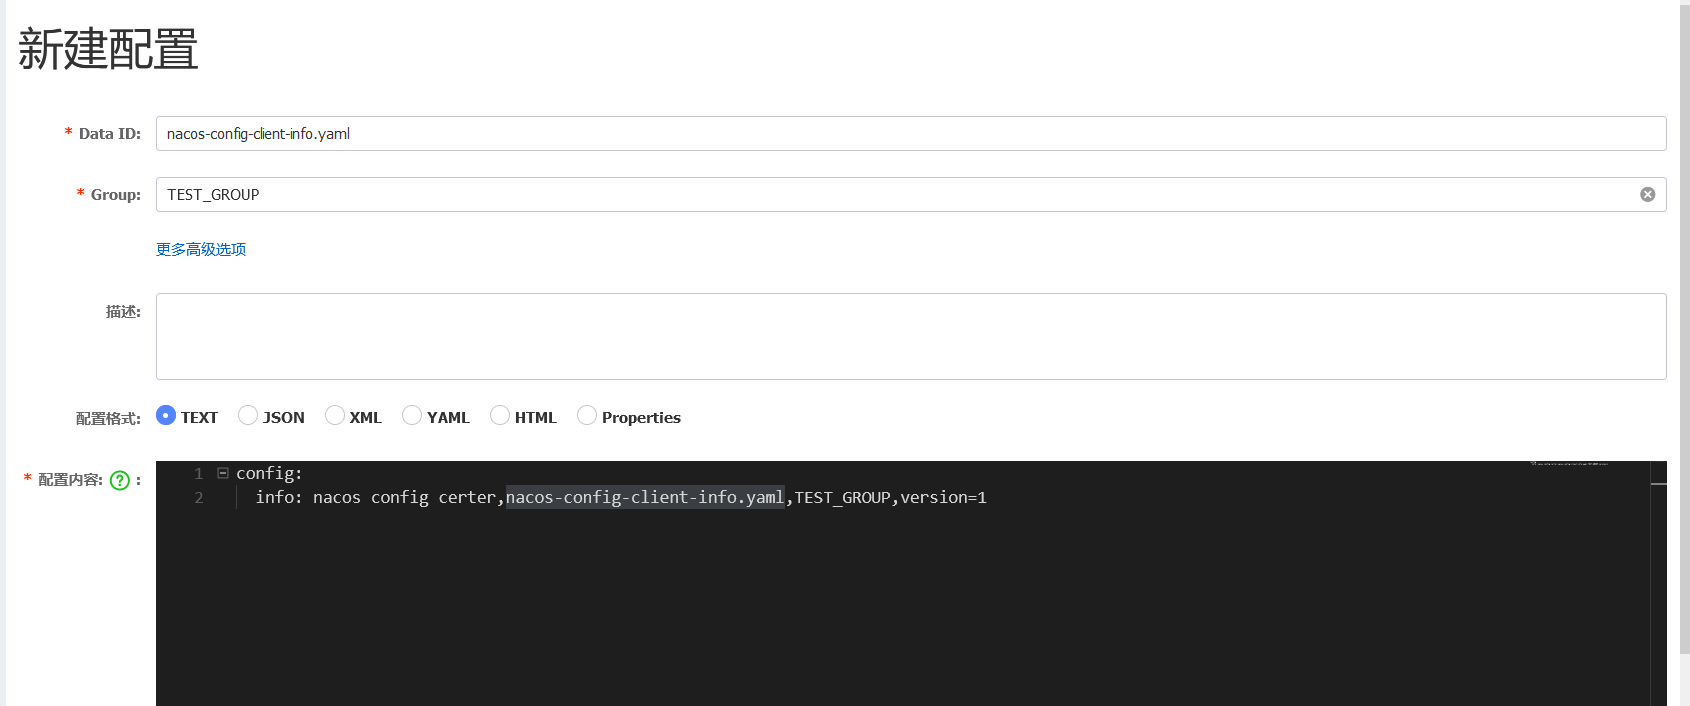 新建配置
* Data ID: nacos-config-client-info.yaml
* Group: TEST_GROUP
更多高级选项
描述:
配置格式: TEXT JSON XML YAML HTML Properties
* 配置内容: ? :
1 config:
2 info: nacos config certer,nacos-config-client-info.yaml,TEST_GROUP,version=1